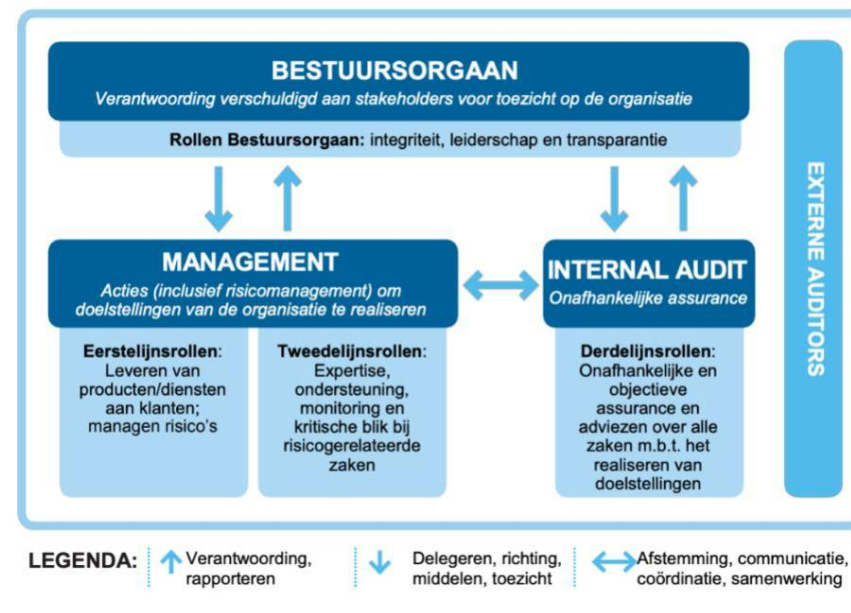 BESTUURSORGAAN
Verantwoording verschuldigd aan stakeholders voor toezicht op de organisatie
Rollen Bestuursorgaan: integriteit, leiderschap en transparantie
MANAGEMENT
Acties (inclusief risicomanagement) om
doelstellingen van de organisatie te realiseren
Eerstelijnsrollen:
Leveren van
producten/diensten
aan klanten;
managen risico's
Tweedelijnsrollen:
Expertise,
ondersteuning,
monitoring en
kritische blik bij
risicogerelateerde
zaken
INTERNAL AUDIT
Onafhankelijke assurance
Derdelijnsrollen:
Onafhankelijke en
objectieve
assurance en
adviezen over alle
zaken m.b.t. het
realiseren van
doelstellingen
EXTERNE AUDITORS
LEGENDA:
Verantwoording,
rapporteren
Delegeren, richting,
middelen, toezicht
Afstemming, communicatie,
coördinatie, samenwerking